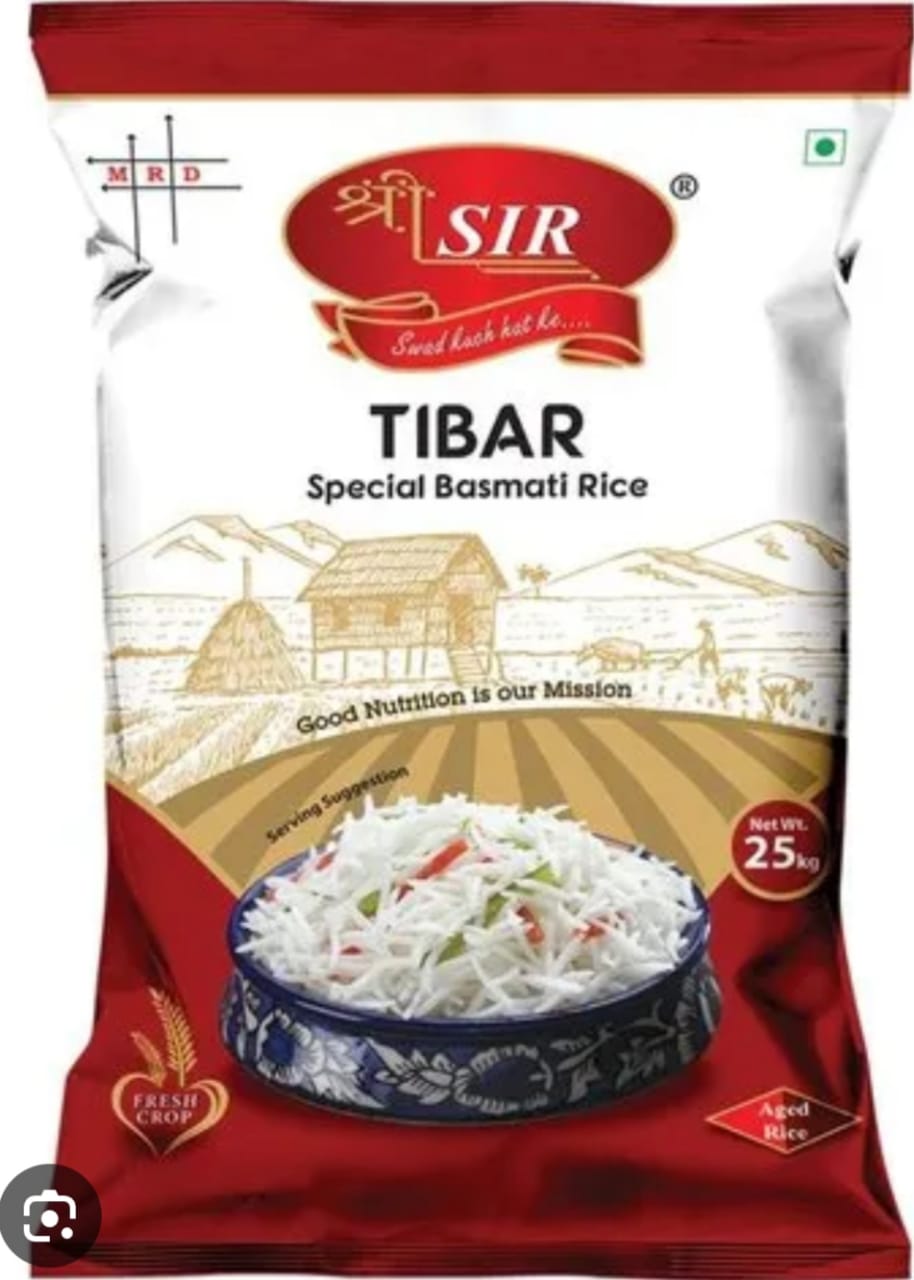 M R D
श्री SIR ®
Swad kuch hat ke....
TIBAR
Special Basmati Rice
Good Nutrition is our Mission
Serving Suggestion
Net Wt.
25kg
FRESH
CROP
Aged
Rice